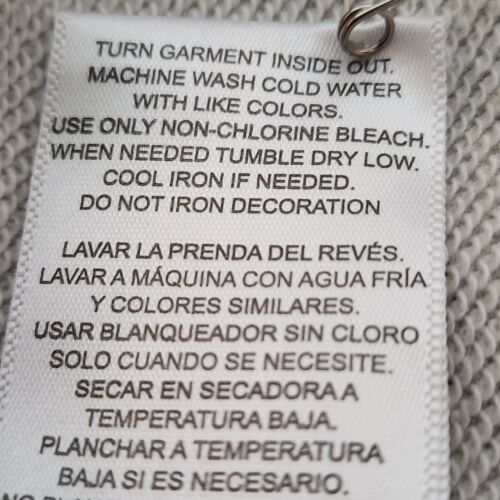 TURN GARMENT INSIDE OUT.
MACHINE WASH COLD WATER
WITH LIKE COLORS.
USE ONLY NON-CHLORINE BLEACH.
WHEN NEEDED TUMBLE DRY LOW.
COOL IRON IF NEEDED.
DO NOT IRON DECORATION
LAVAR LA PRENDA DEL REVÉS.
LAVAR A MÁQUINA CON AGUA FRÍA
Y COLORES SIMILARES.
USAR BLANQUEADOR SIN CLORO
SOLO CUANDO SE NECESITE.
SECAR EN SECADORA A
TEMPERATURA BAJA.
PLANCHAR A TEMPERATURA
BAJA SI ES NECESARIO.